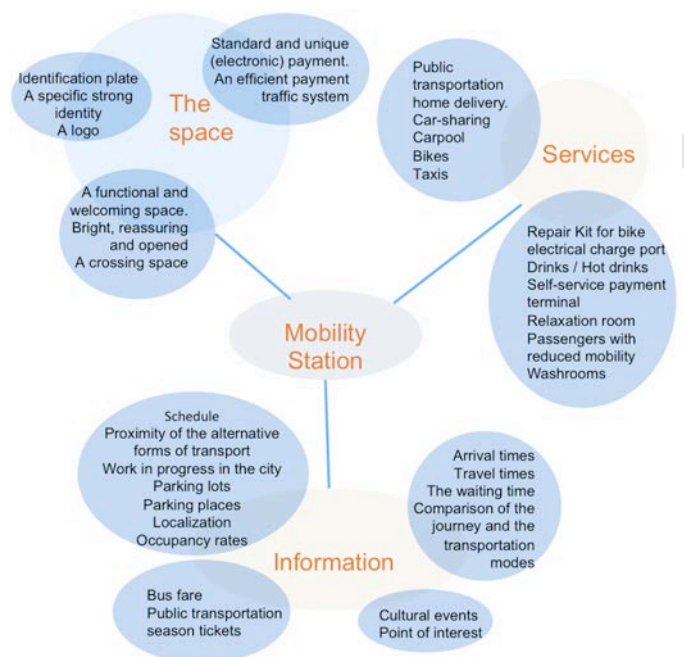 Standard and unique
(electronic) payment.
An efficient payment
traffic system
Identification plate
A specific strong
identity
A logo
The
space
A functional and
welcoming space.
Bright, reassuring
and opened
A crossing space
Public
transportation
home delivery.
Car-sharing
Carpool
Bikes
Taxis
Services
Repair Kit for bike
electrical charge port
Drinks / Hot drinks
Self-service payment
terminal
Relaxation room
Passengers with
reduced mobility
Washrooms
Mobility
Station
Schedule
Proximity of the alternative
forms of transport
Work in progress in the city
Parking lots
Parking places
Localization
Occupancy rates
Arrival times
Travel times
The waiting time
Comparison of the
journey and the
transportation
modes
Information
Bus fare
Public transportation
season tickets
Cultural events
Point of interest